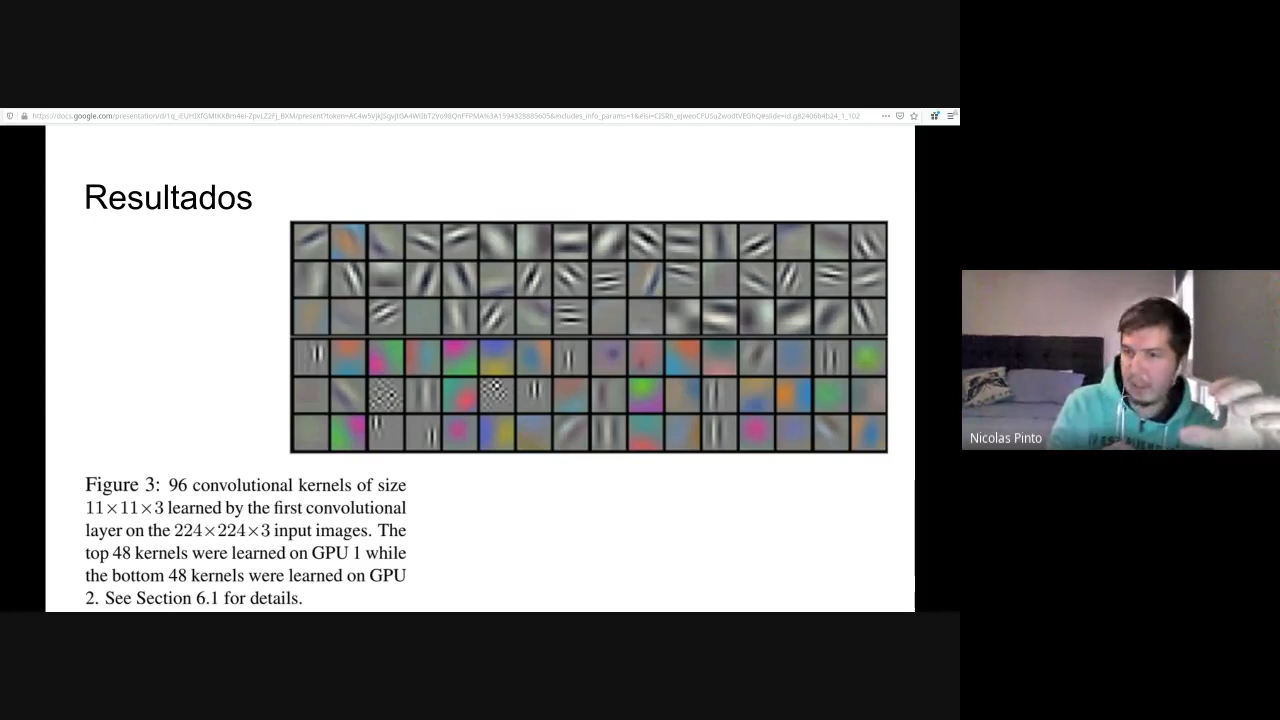 Resultados
Figure 3: 96 convolutional kernels of size
11×11×3 learned by the first convolutional
layer on the 224×224×3 input images. The
top 48 kernels were learned on GPU 1 while
the bottom 48 kernels were learned on GPU
2. See Section 6.1 for details.
Nicolas Pinto